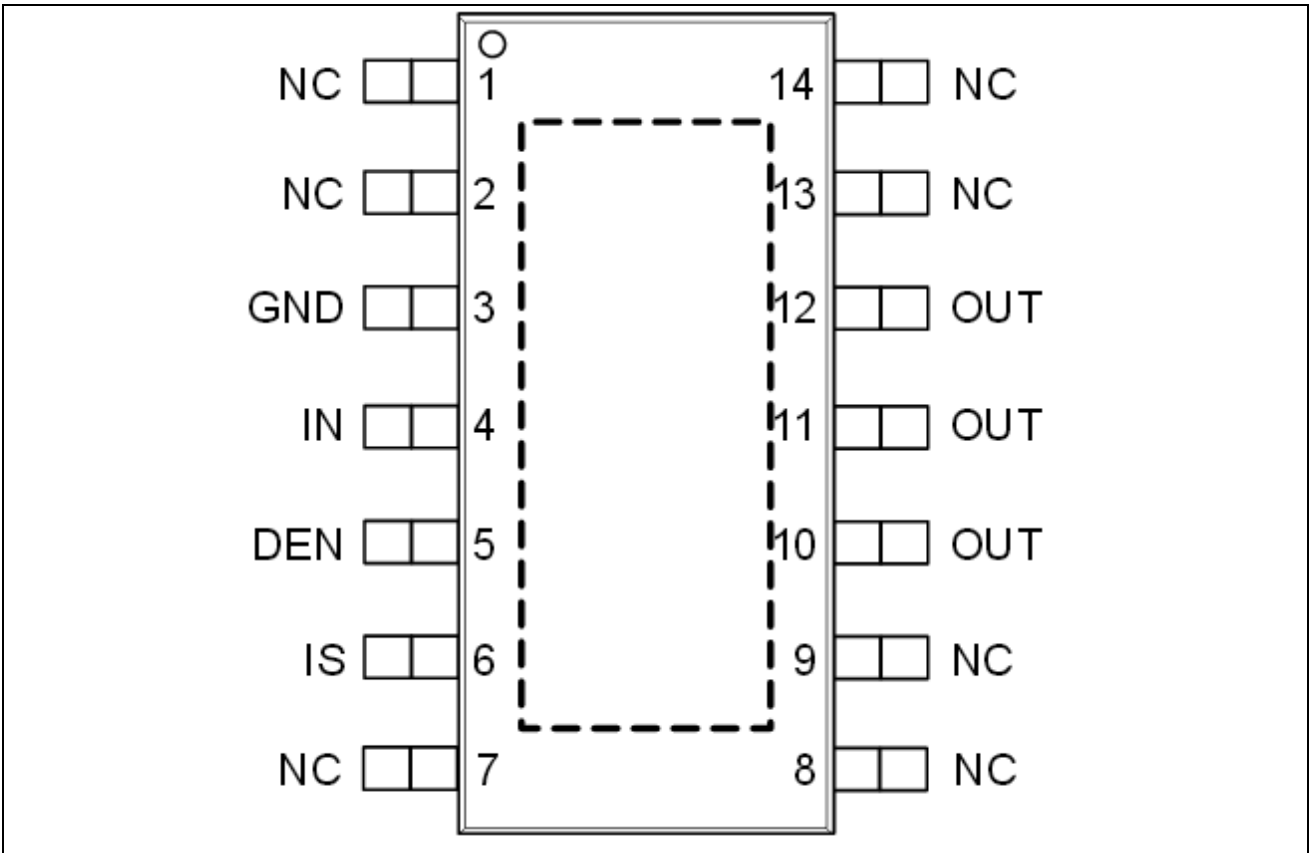 NC 1 14 NC
NC 2 13 NC
GND 3 12 OUT
IN 4 11 OUT
DEN 5 10 OUT
IS 6 9 NC
NC 7 8 NC